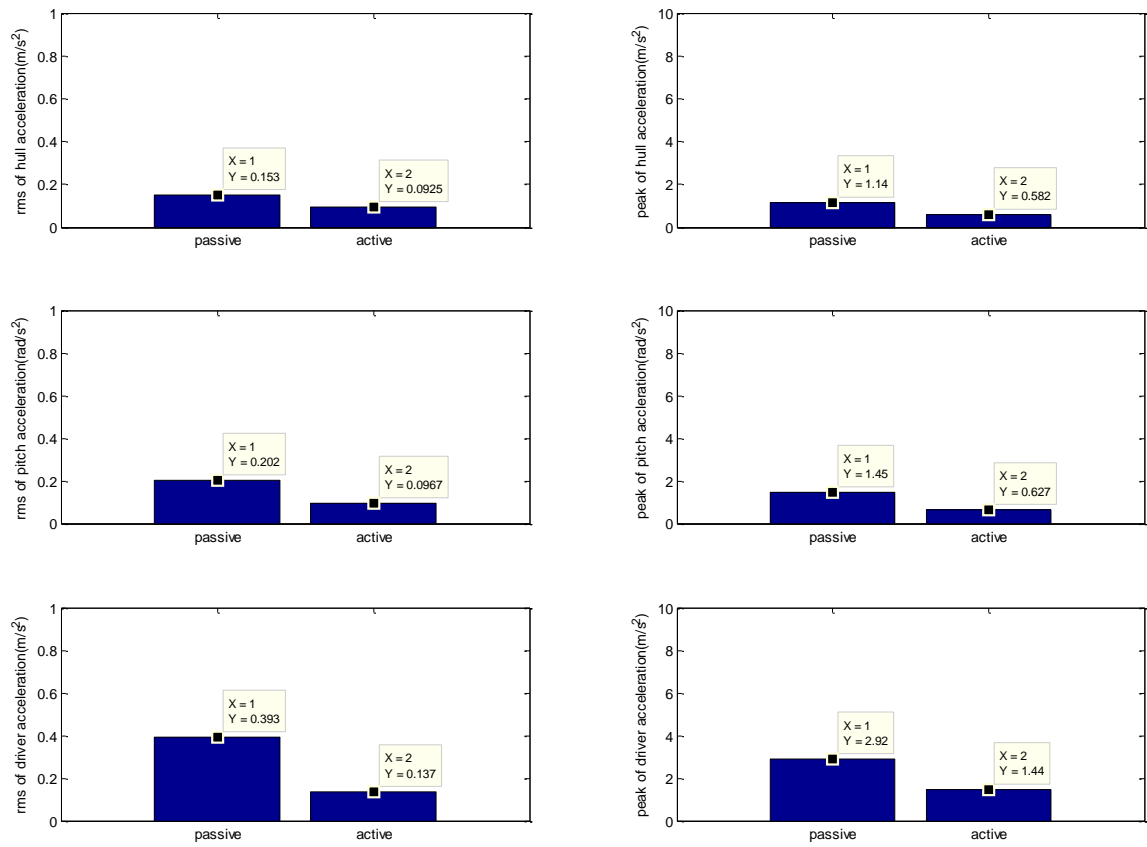 1
0.8
0.6
0.4
0.2
0
rms of hull acceleration(m/s²)
X = 1
Y = 0.153
X = 2
Y = 0.0925
passive active
10
8
6
4
2
0
peak of hull acceleration(m/s²)
X = 1
Y = 1.14
X = 2
Y = 0.582
passive active
1
0.8
0.6
0.4
0.2
0
rms of pitch acceleration(rad/s²)
X = 1
Y = 0.202
X = 2
Y = 0.0967
passive active
10
8
6
4
2
0
peak of pitch accleration(rad/s²)
X = 1
Y = 1.45
X = 2
Y = 0.627
passive active
1
0.8
0.6
0.4
0.2
0
rms of driver acceleration(m/s²)
X = 1
Y = 0.393
X = 2
Y = 0.137
passive active
10
8
6
4
2
0
peak of driver acceleration(m/s²)
X = 1
Y = 2.92
X = 2
Y = 1.44
passive active